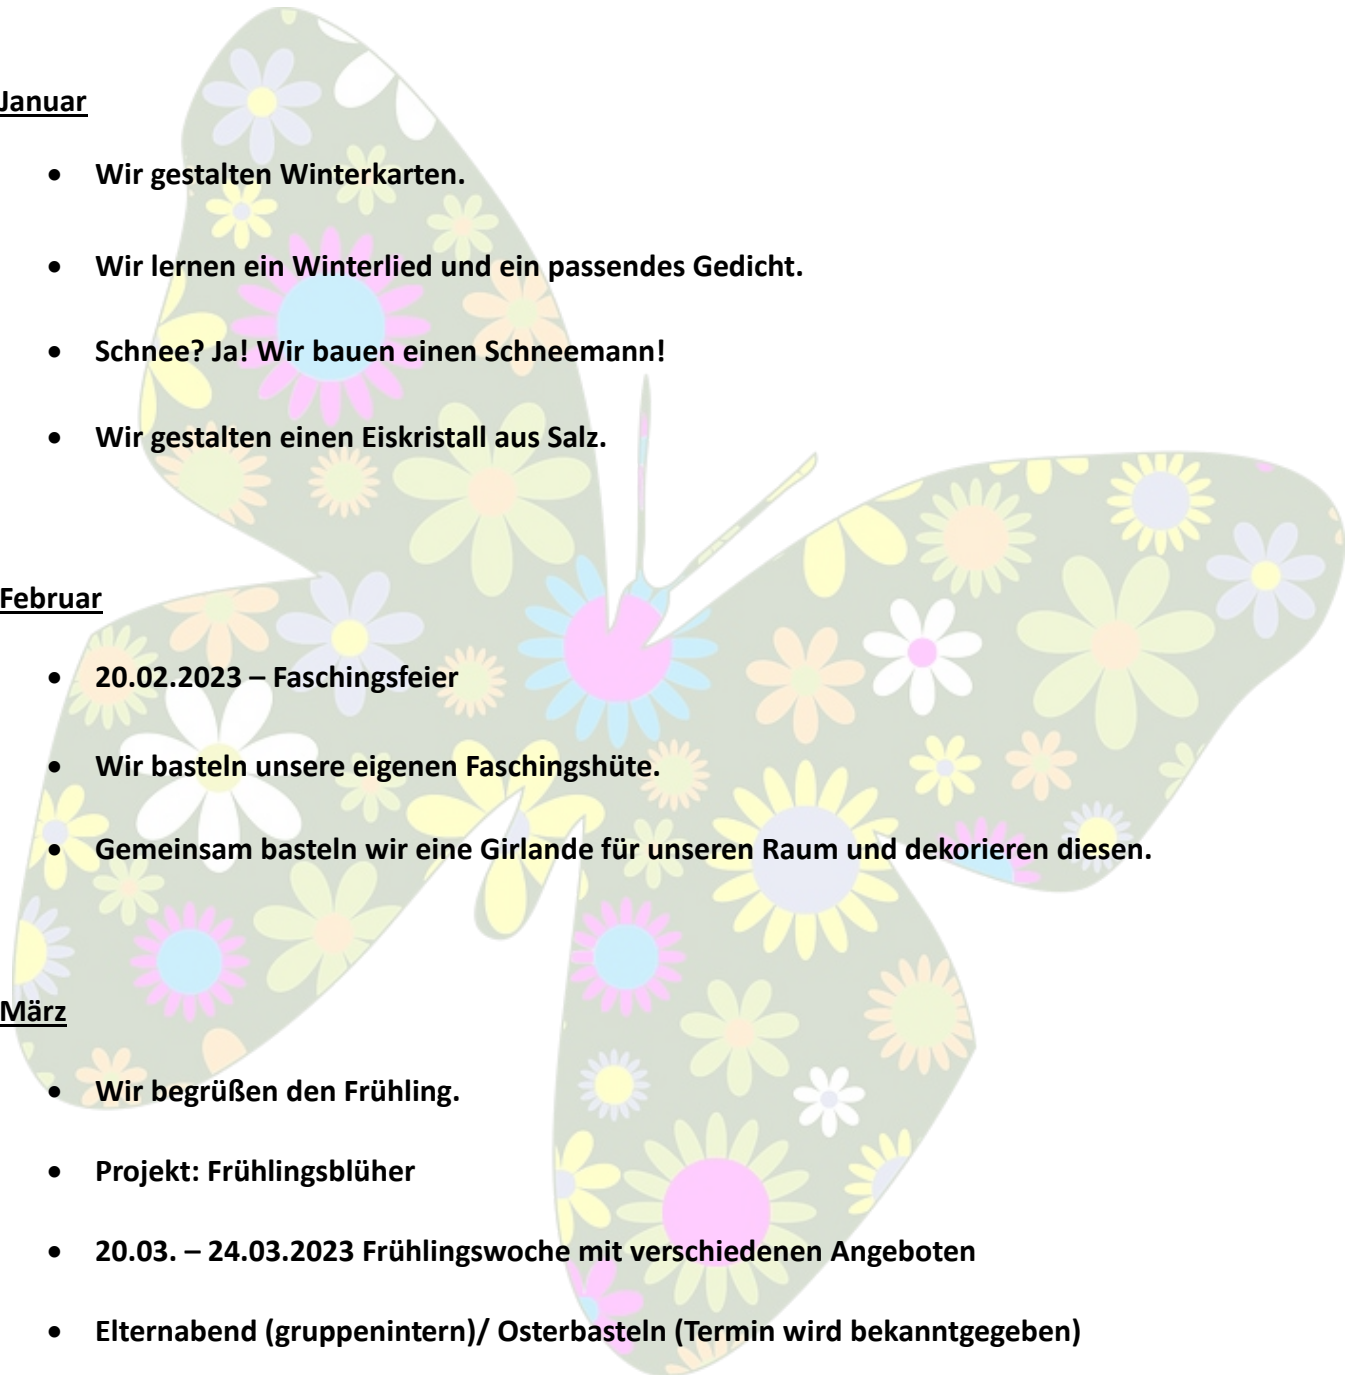 Januar
• Wir gestalten Winterkarten.
• Wir lernen ein Winterlied und ein passendes Gedicht.
• Schnee? Ja! Wir bauen einen Schneemann!
• Wir gestalten einen Eiskristall aus Salz.
Februar
• 20.02.2023 – Faschingsfeier
• Wir basteln unsere eigenen Faschingshüte.
• Gemeinsam basteln wir eine Girlande für unseren Raum und dekorieren diesen.
März
• Wir begrüßen den Frühling.
• Projekt: Frühlingsblüher
• 20.03. – 24.03.2023 Frühlingswoche mit verschiedenen Angeboten
• Elternabend (gruppenintern)/ Osterbasteln (Termin wird bekanntgegeben)